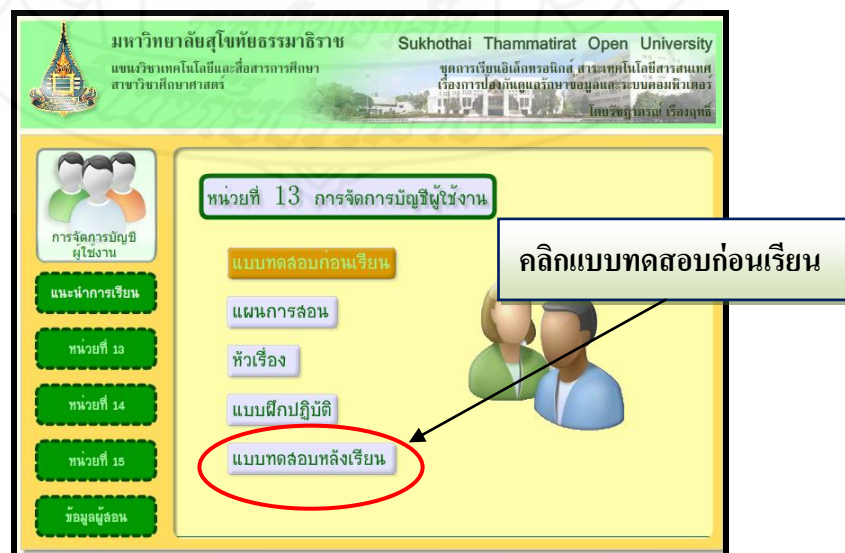 มหาวิทยาลัยสุโขทัยธรรมาธิราช
Sukhothai Thammatirat Open University
แขนงวิชาเทคโนโลยีและสื่อสารการศึกษา
สาขาวิชาศึกษาศาสตร์
ชุดการเรียนอิเล็กทรอนิกส์ สาระเทคโนโลยีสารสนเทศ
เรื่องการป้องกันดูแลรักษาข้อมูลและระบบคอมพิวเตอร์
การจัดการบัญชี
ผู้ใช้งาน
แนะนำการเรียน
หน่วยที่ 13
หน่วยที่ 14
หน่วยที่ 15
ข้อมูลผู้สอน
หน่วยที่ 13 การจัดการบัญชีผู้ใช้งาน
แบบทดสอบก่อนเรียน
แผนการสอน
หัวเรื่อง
แบบฝึกปฏิบัติ
แบบทดสอบหลังเรียน
คลิกแบบทดสอบก่อนเรียน